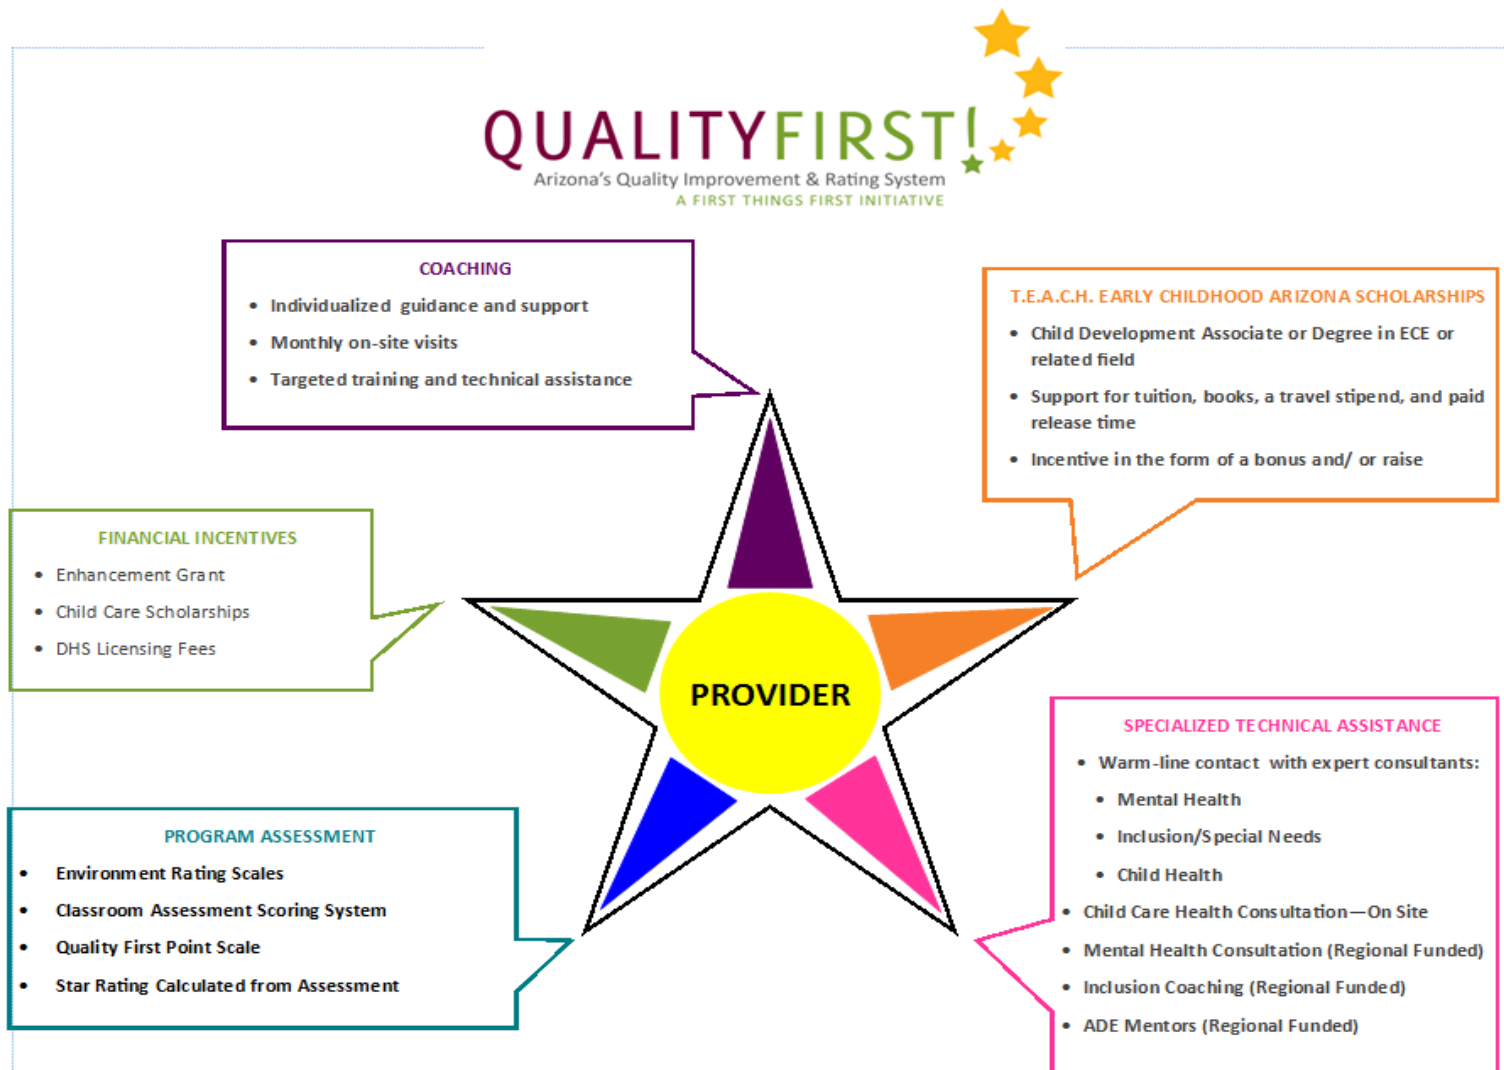 QUALITYFIRST!
Arizona's Quality Improvement & Rating System
A FIRST THINGS FIRST INITIATIVE
COACHING
• Individualized guidance and support
• Monthly on-site visits
• Targeted training and technical assistance
T.E.A.C.H. EARLY CHILDHOOD ARIZONA SCHOLARSHIPS
• Child Development Associate or Degree in ECE or
related field
• Support for tuition, books, a travel stipend, and paid
release time
• Incentive in the form of a bonus and/ or raise
FINANCIAL INCENTIVES
• Enhancement Grant
• Child Care Scholarships
• DHS Licensing Fees
PROVIDER
SPECIALIZED TECHNICAL ASSISTANCE
• Warm-line contact with expert consultants:
• Mental Health
• Inclusion/Special Needs
• Child Health
• Child Care Health Consultation—On Site
• Mental Health Consultation (Regional Funded)
• Inclusion Coaching (Regional Funded)
• ADE Mentors (Regional Funded)
PROGRAM ASSESSMENT
• Environment Rating Scales
• Classroom Assessment Scoring System
• Quality First Point Scale
• Star Rating Calculated from Assessment